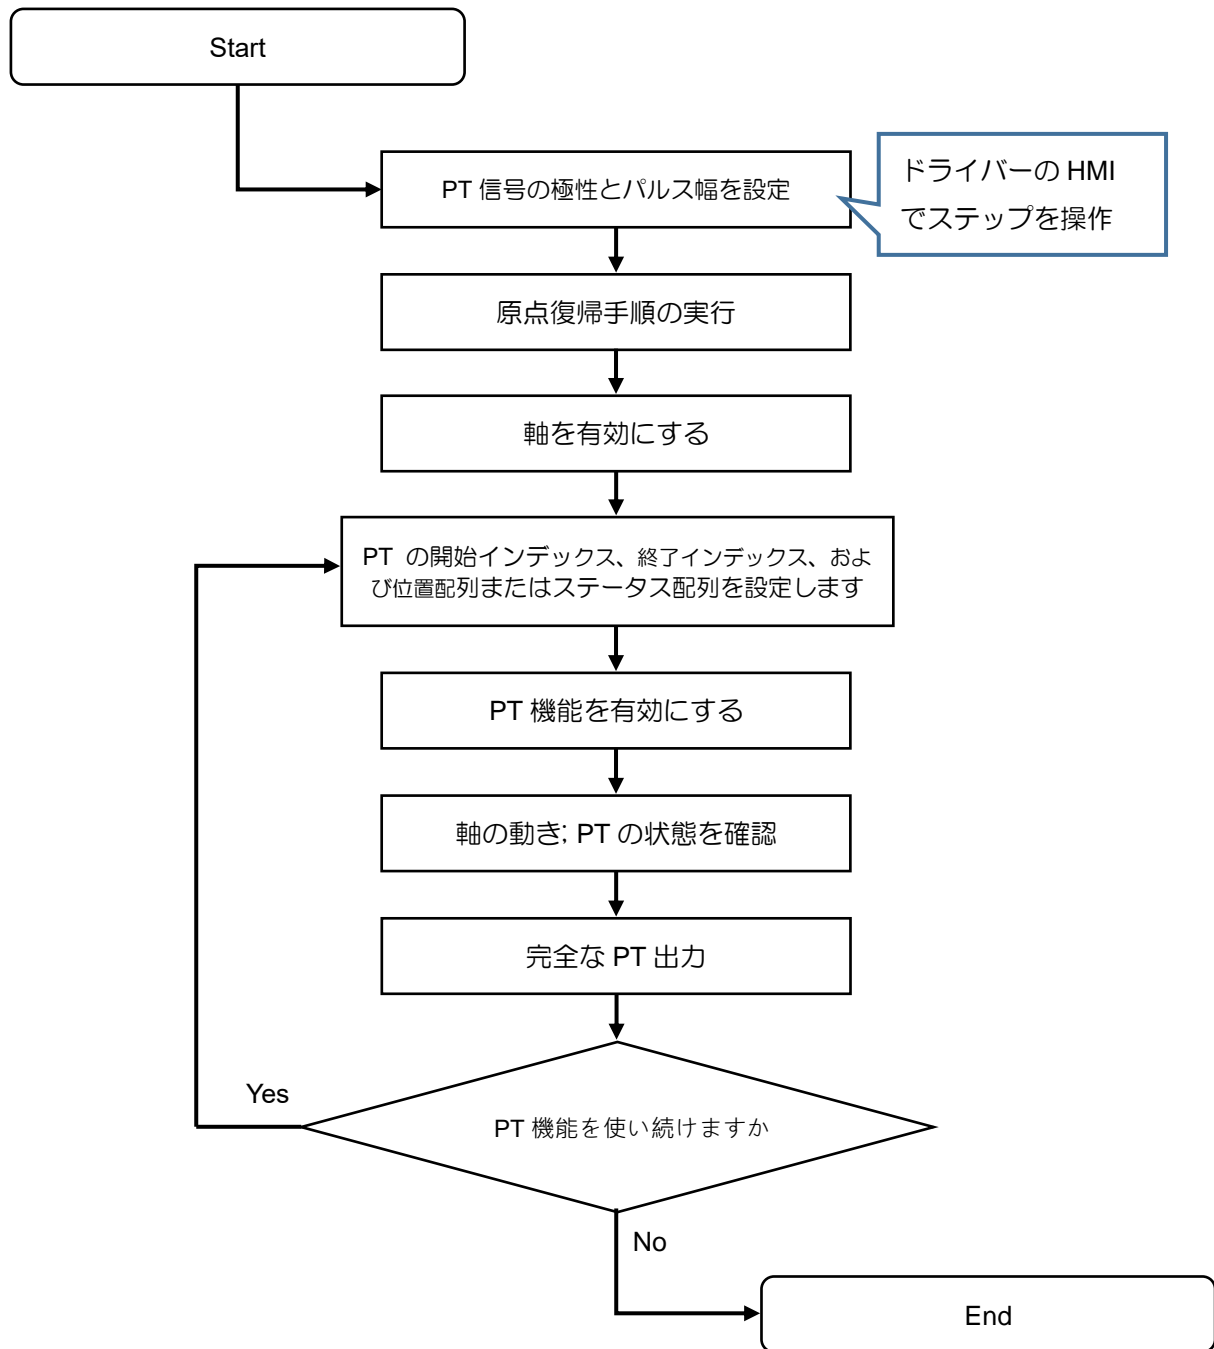 Start
PT 信号の極性とパルス幅を設定
ドライバーの HMI
でステップを操作
原点復帰手順の実行
軸を有効にする
PT の開始インデックス、終了インデックス、およ
び位置配列またはステータス配列を設定します
PT 機能を有効にする
軸の動き; PT の状態を確認
完全な PT 出力
Yes
PT 機能を使い続けますか
No
End